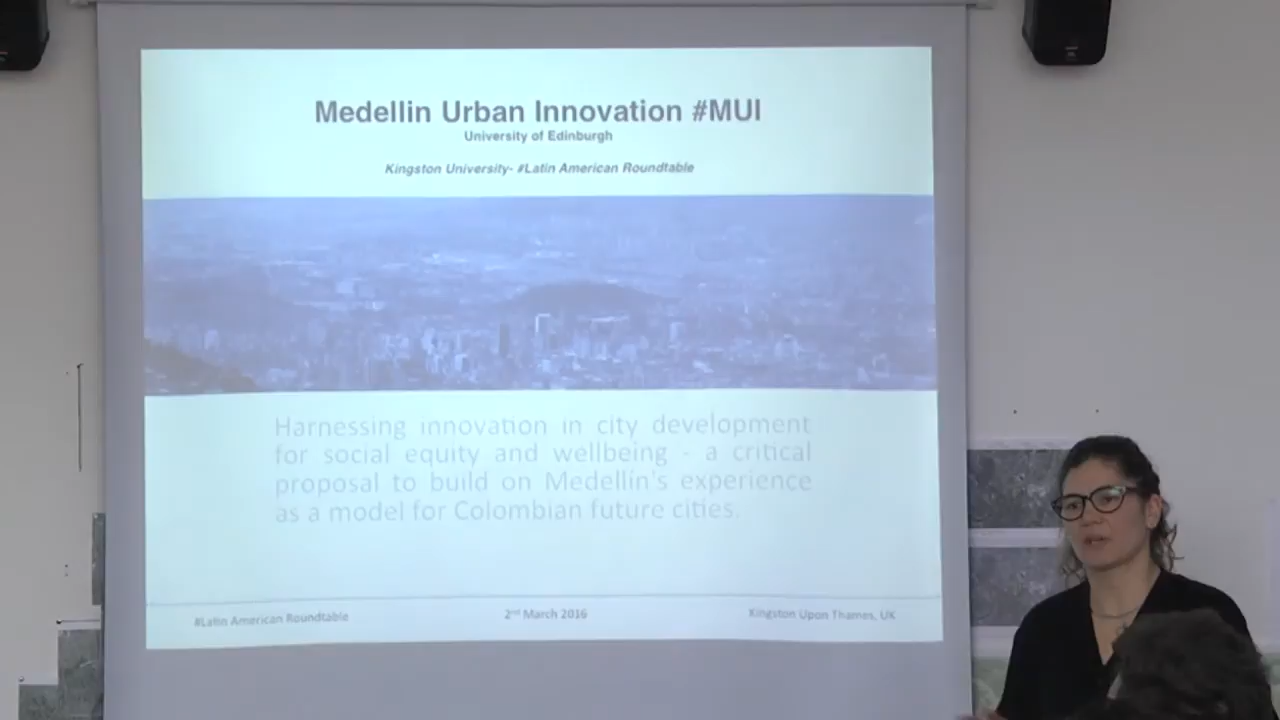 Medellin Urban Innovation #MUI
University of Edinburgh
Kingston University- #Latin American Roundtable
Harnessing innovation in city development
for social equity and wellbeing - a critical
proposal to build on Medellín's experience
as a model for Colombian future cities.
#Latin American Roundtable
2nd March 2016
Kingston Upon Thames, UK